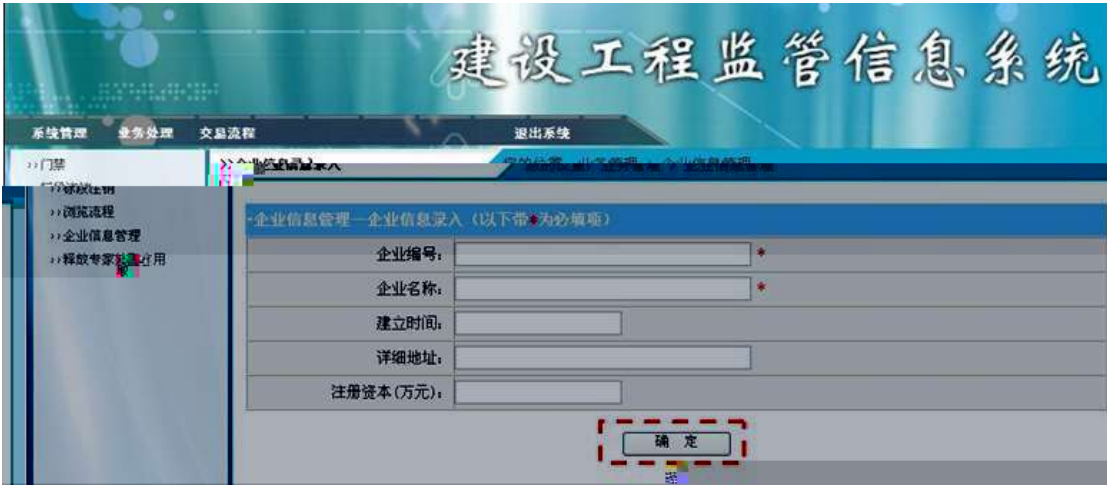 建设工程监管信息系统
系统管理 业务处理 交易流程 退出系统
>>门禁
>>浏览流程
>>企业信息管理
-企业信息管理—企业信息录入（以下带*为必填项）
企业编号: *
企业名称: *
建立时间:
详细地址:
注册资本(万元):
确 定